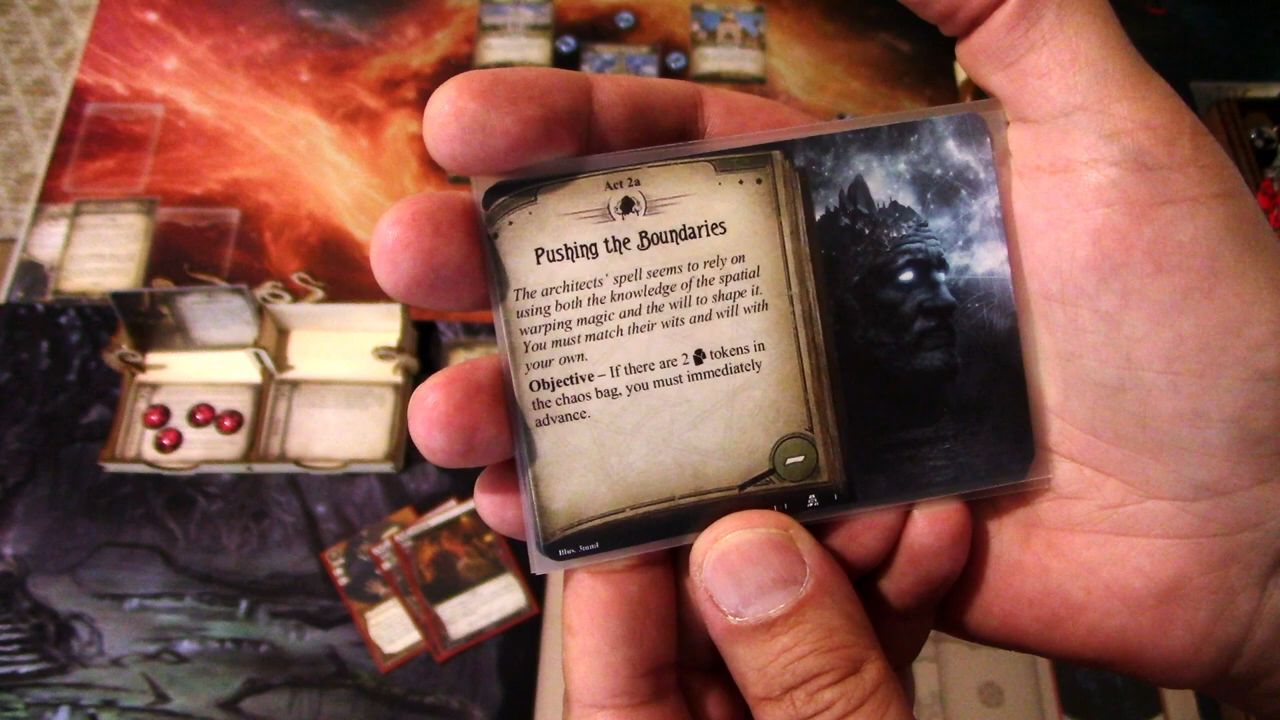 Act 2a
Pushing the Boundaries
The architects' spell seems to rely on
using both the knowledge of the spatial
warping magic and the will to shape it.
You must match their wits and will with
your own.
Objective – If there are 2 tokens in
the chaos bag, you must immediately
advance.
–
Illus.